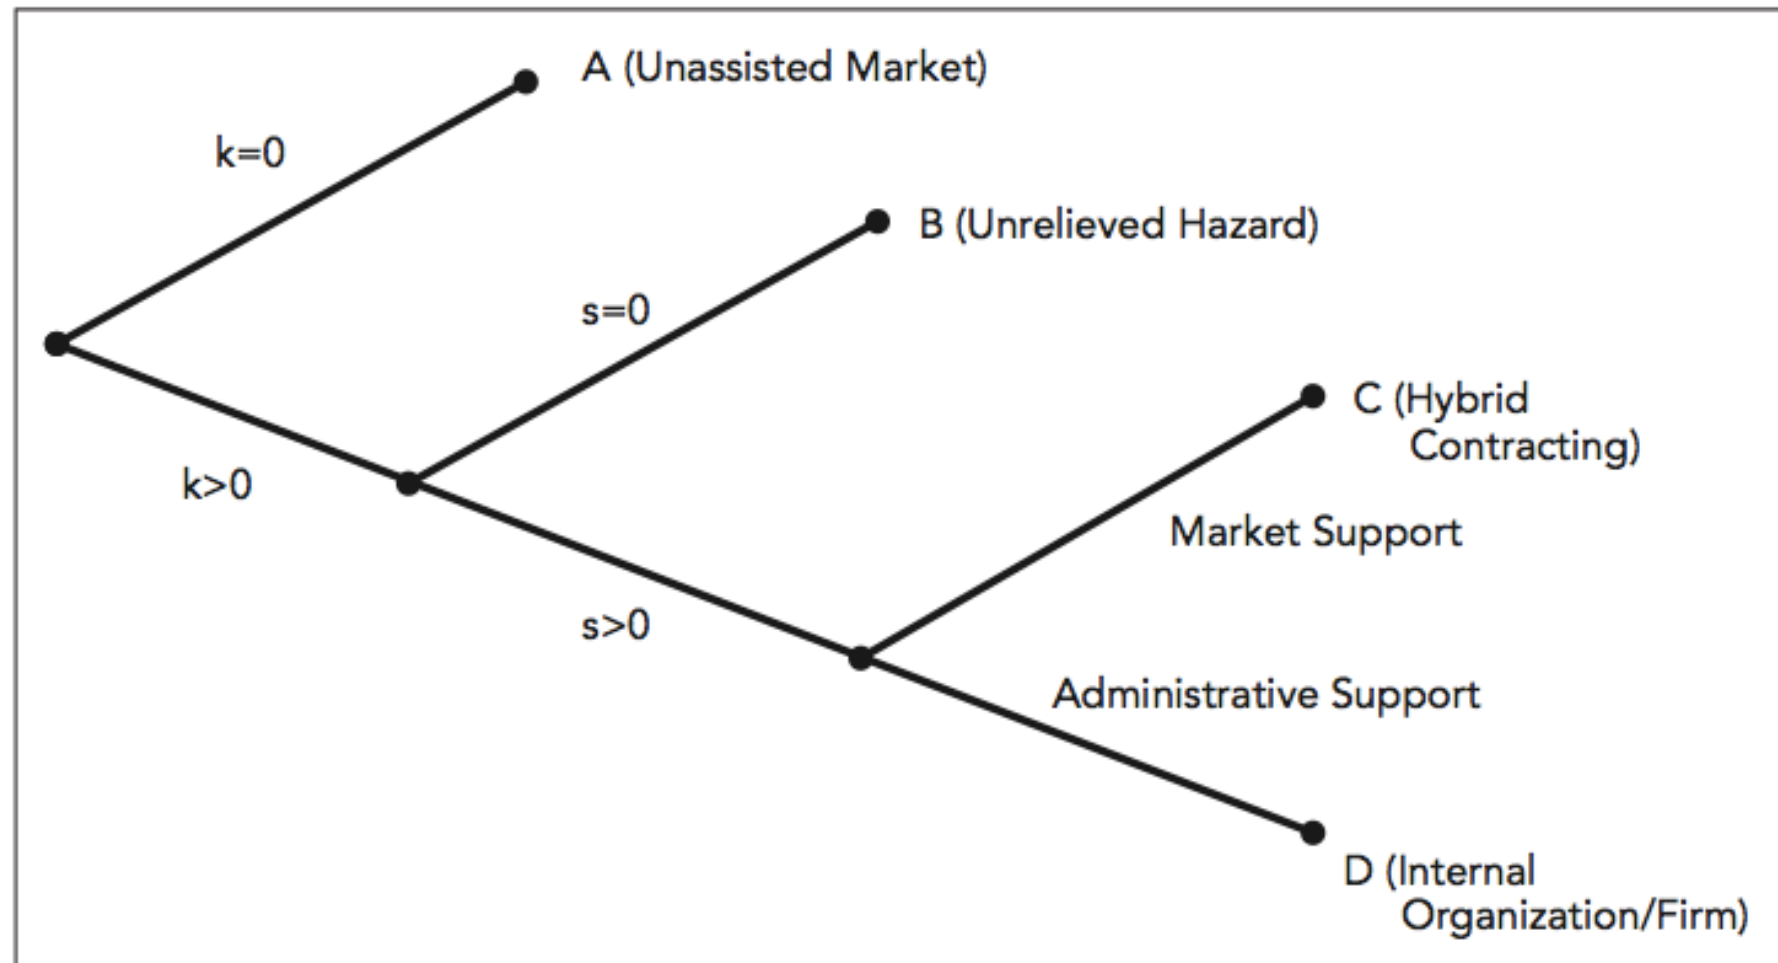 A (Unassisted Market)
k=0
B (Unrelieved Hazard)
s=0
C (Hybrid
Contracting)
k>0
Market Support
s>0
Administrative Support
D (Internal
Organization/Firm)